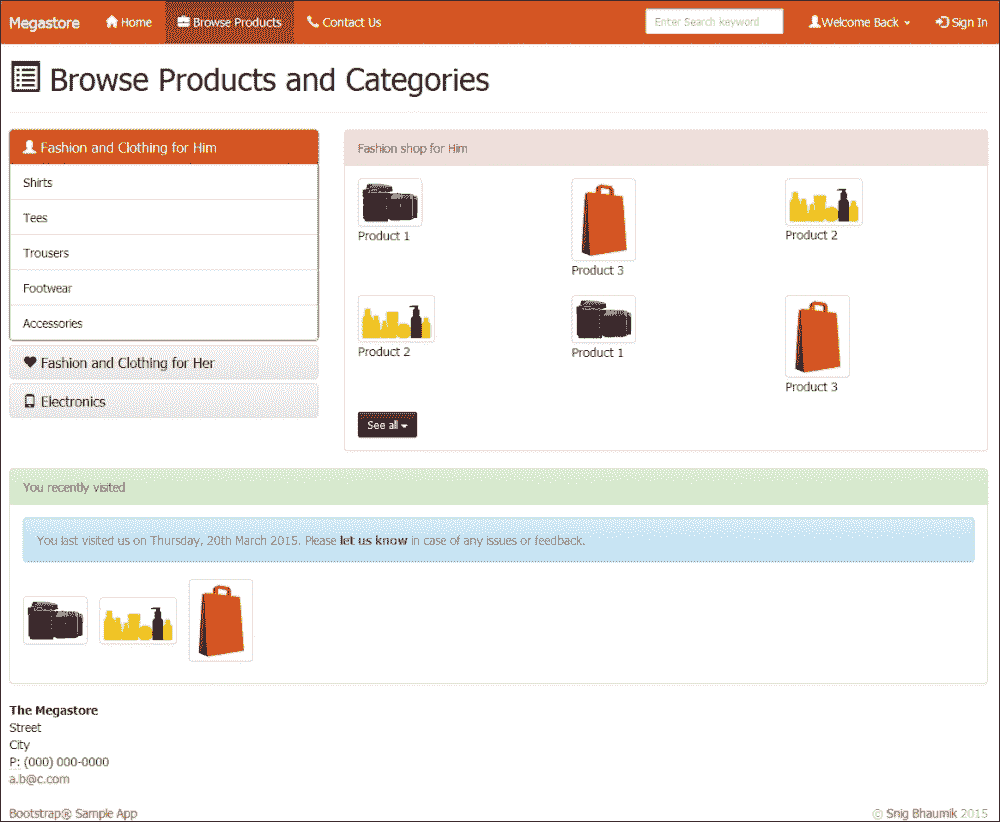 Megastore Home Browse Products Contact Us Enter Search keyword Welcome Back Sign In
Browse Products and Categories
Fashion and Clothing for Him
Shirts
Tees
Trousers
Footwear
Accessories
Fashion and Clothing for Her
Electronics
Fashion shop for Him
Product 1
Product 3
Product 2
Product 2
Product 1
Product 3
See all
You recently visited
You last visited us on Thursday, 20th March 2015. Please let us know in case of any issues or feedback.
The Megastore
Street
City
P: (000) 000-0000
a.b@c.com
Bootstrap® Sample App © Snig Bhaumik 2015